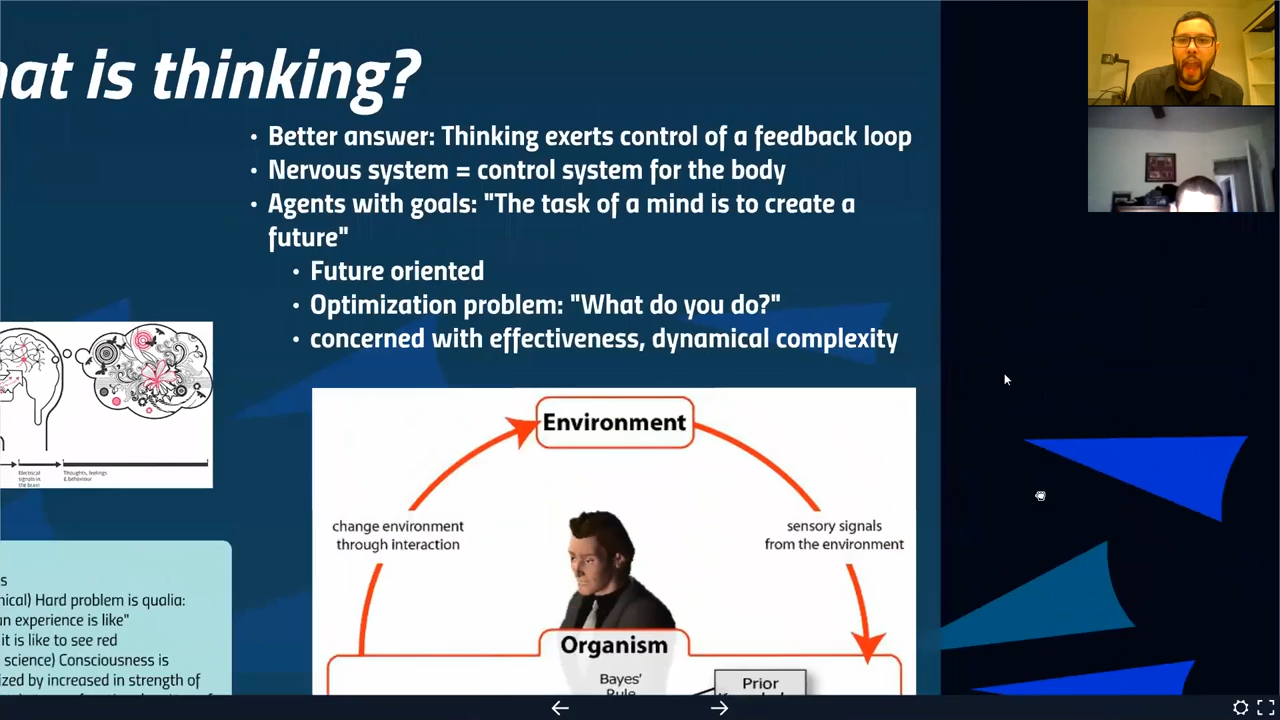 at is thinking?
• Better answer: Thinking exerts control of a feedback loop
• Nervous system = control system for the body
• Agents with goals: "The task of a mind is to create a
future"
• Future oriented
• Optimization problem: "What do you do?"
• concerned with effectiveness, dynamical complexity
Electrical
signals in
the brain
Thoughts, feelings
& behaviour
Environment
change environment
through interaction
sensory signals
from the environment
Organism
Bayes'
Rule
Prior
s
nical) Hard problem is qualia:
n experience is like"
it is like to see red
science) Consciousness is
ized by increased in strength of